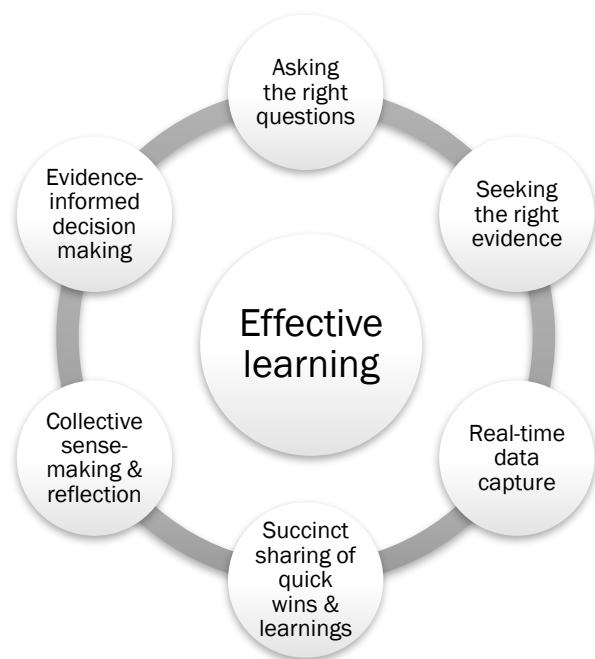 Asking
the right
questions
Seeking
the right
evidence
Real-time
data
capture
Succinct
sharing of
quick
wins &
learnings
Collective
sense-
making &
reflection
Evidence-
informed
decision
making
Effective
learning